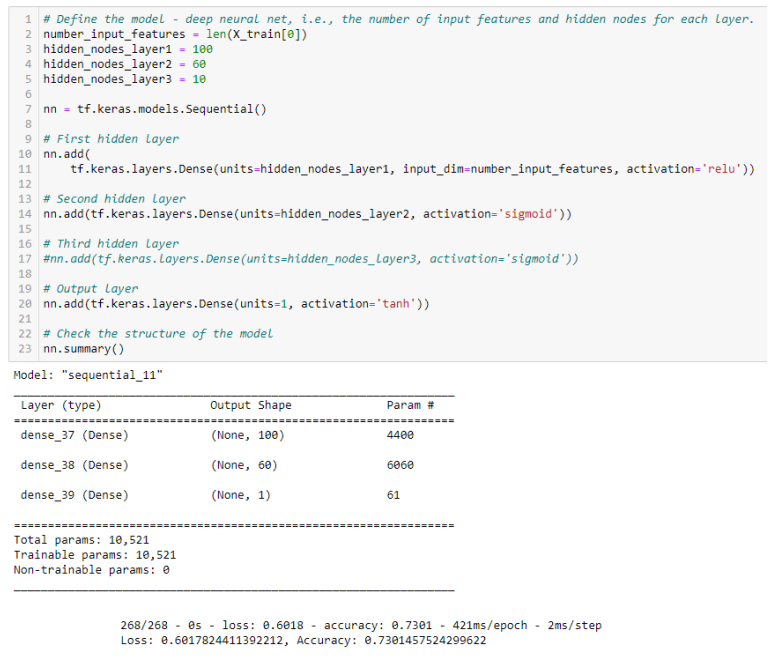 1 # Define the model - deep neural net, i.e., the number of input features and hidden nodes for each layer.
2 number_input_features = len(X_train[0])
3 hidden_nodes_layer1 = 100
4 hidden_nodes_layer2 = 60
5 hidden_nodes_layer3 = 10
6
7 nn = tf.keras.models.Sequential()
8
9 # First hidden layer
10 nn.add(
11     tf.keras.layers.Dense(units=hidden_nodes_layer1, input_dim=number_input_features, activation='relu'))
12
13 # Second hidden layer
14 nn.add(tf.keras.layers.Dense(units=hidden_nodes_layer2, activation='sigmoid'))
15
16 # Third hidden layer
17 #nn.add(tf.keras.layers.Dense(units=hidden_nodes_layer3, activation='sigmoid'))
18
19 # Output layer
20 nn.add(tf.keras.layers.Dense(units=1, activation='tanh'))
21
22 # Check the structure of the model
23 nn.summary()
Model: "sequential_11"
Layer (type) Output Shape Param #
dense_37 (Dense) (None, 100) 4400
dense_38 (Dense) (None, 60) 6060
dense_39 (Dense) (None, 1) 61
Total params: 10,521
Trainable params: 10,521
Non-trainable params: 0
268/268 - 0s - loss: 0.6018 - accuracy: 0.7301 - 421ms/epoch - 2ms/step
Loss: 0.6017824411392212, Accuracy: 0.7301457524299622